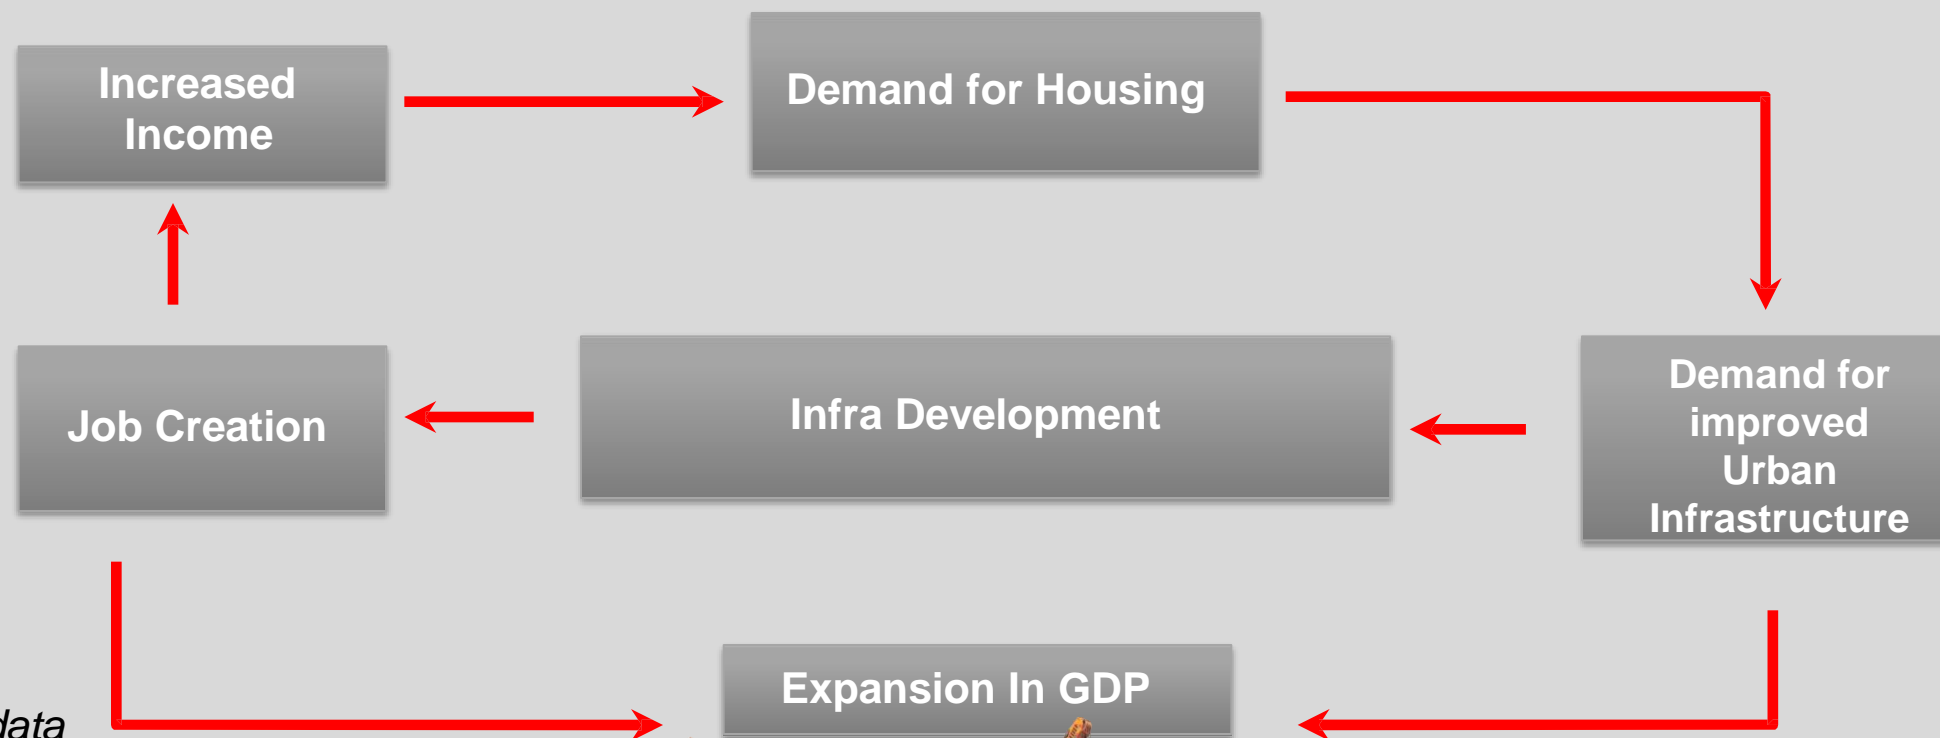 Increased
Income
Demand for Housing
Job Creation
Infra Development
Demand for
improved
Urban
Infrastructure
Expansion In GDP
data